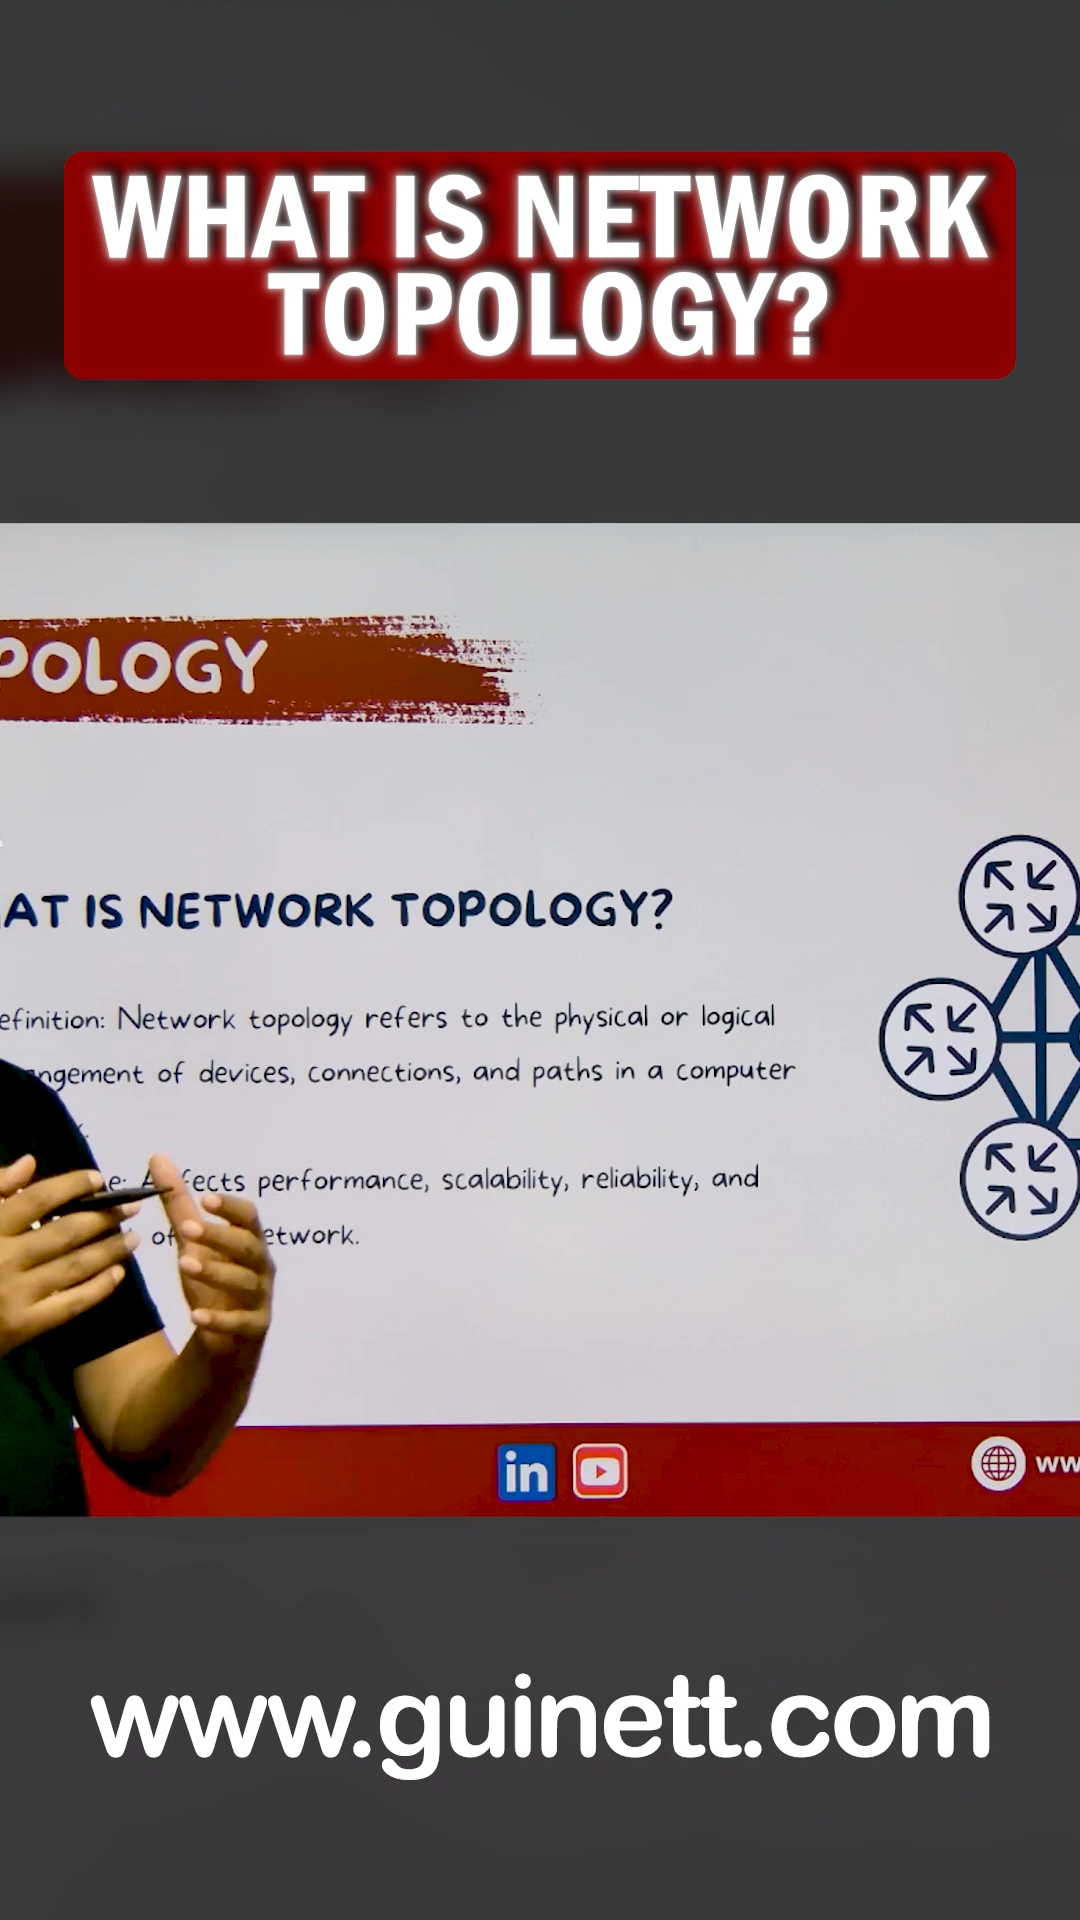 WHAT IS NETWORK
TOPOLOGY?
POLOGY
AT IS NETWORK TOPOLOGY?
efinition: Network topology refers to the physical or logical
ngement of devices, connections, and paths in a computer
performance, scalability, reliability, and
of
etwork.
in
ww
www.guinett.com